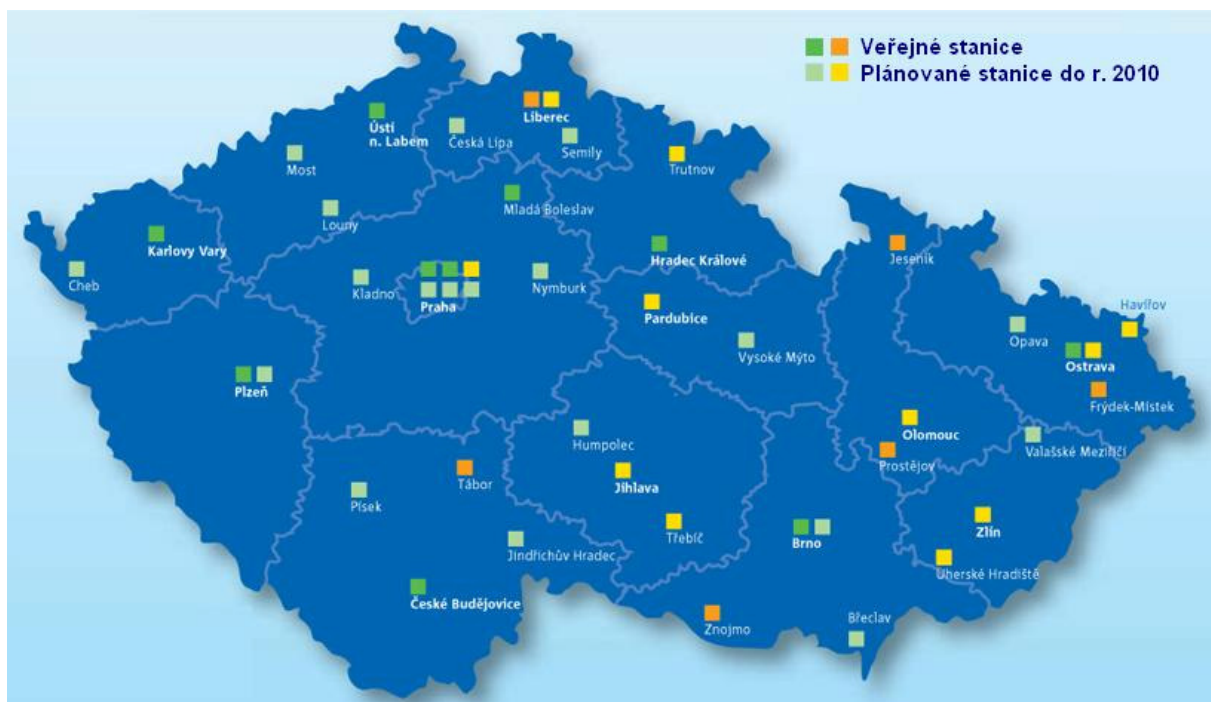 Veřejné stanice
Plánované stanice do r. 2010
Liberec
Ústí
n. Labem
Česká Lípa
Semily
Most
Trutnov
Mladá Boleslav
Louny
Karlovy Vary
Hradec Králové
Jeseník
Cheb
Kladno
Praha
Nymburk
Pardubice
Havířov
Opava
Vysoké Mýto
Ostrava
Plzeň
Frýdek-Místek
Olomouc
Humpolec
Valašské Meziříčí
Prostějov
Tábor
Jihlava
Písek
Zlín
Třebíč
Brno
Jindřichův Hradec
Uherské Hradiště
České Budějovice
Břeclav
Znojmo